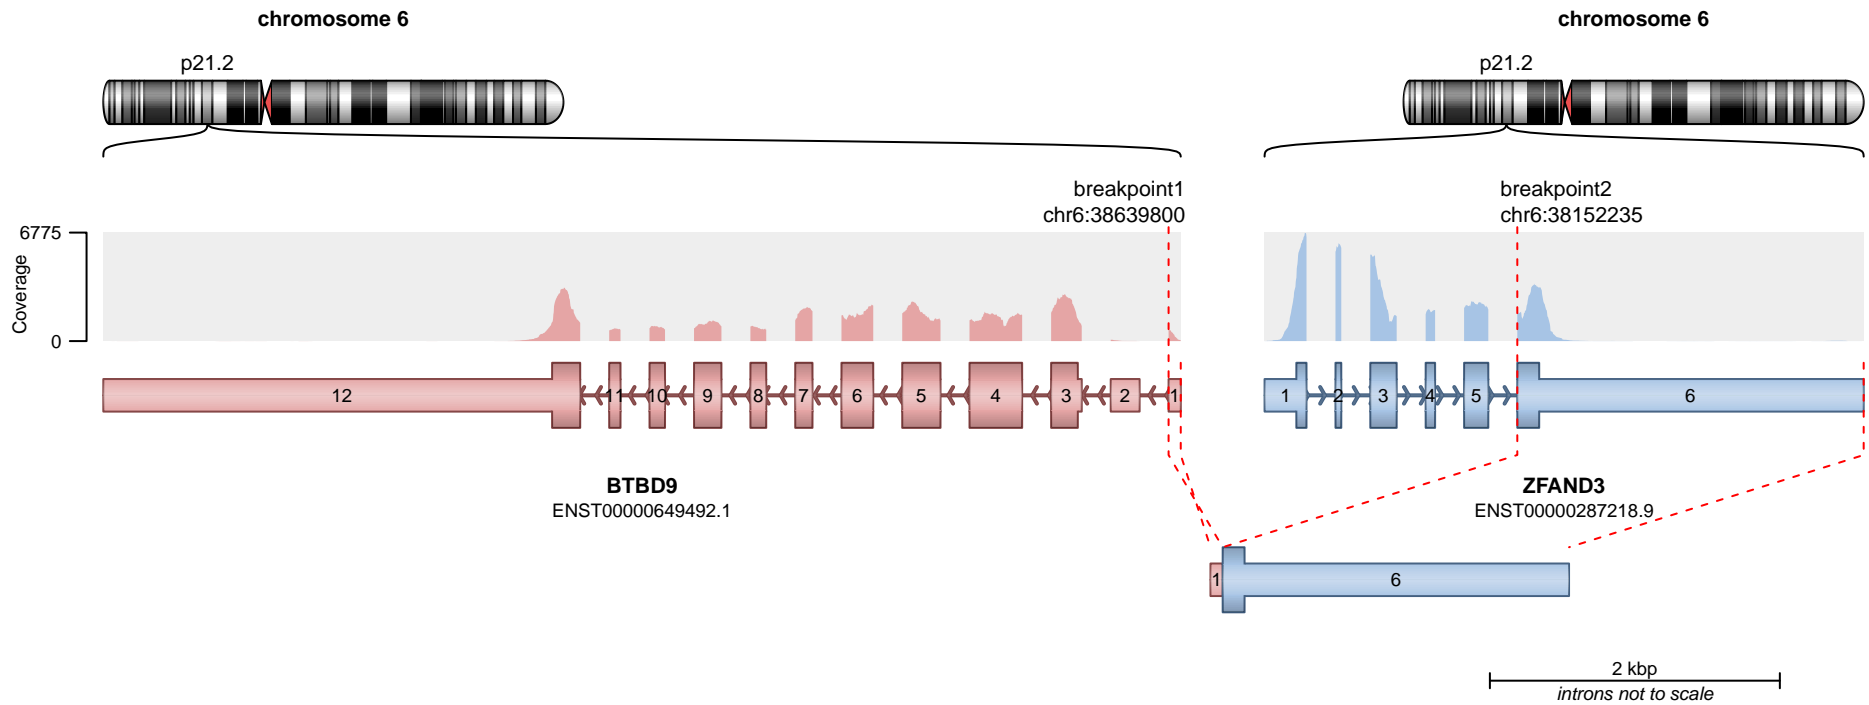 chromosome 6
chromosome 6
p21.2
p21.2
breakpoint1
chr6:38639800
breakpoint2
chr6:38152235
6775
Coverage
0
12
11
10
9
8
7
6
5
4
3
2
1
1
2
3
4
5
6
BTBD9
ENST00000649492.1
ZFAND3
ENST00000287218.9
1
6
2 kbp
introns not to scale